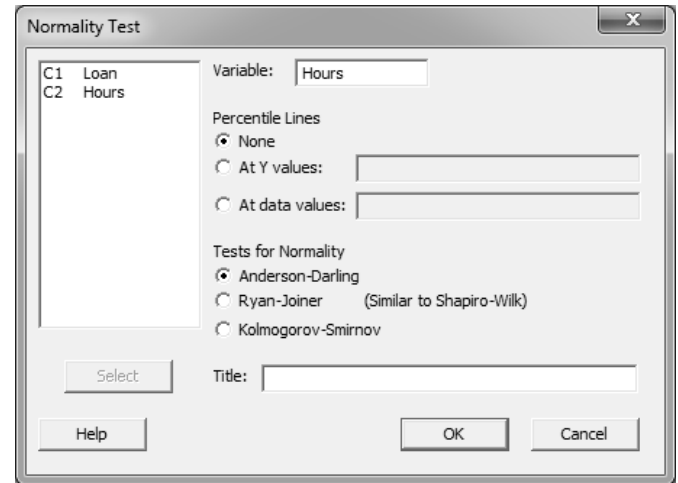 Normality Test
C1 Loan
C2 Hours
Variable: Hours
Percentile Lines
None
At Y values:
At data values:
Tests for Normality
Anderson-Darling
Ryan-Joiner (Similar to Shapiro-Wilk)
Kolmogorov-Smirnov
Select
Title:
Help
OK
Cancel